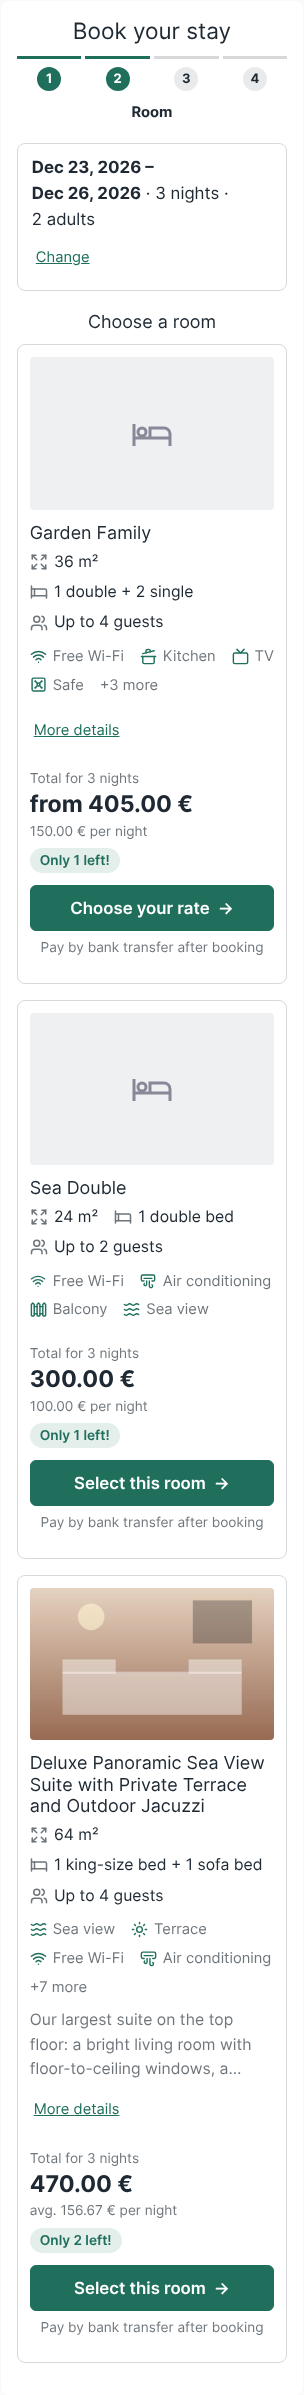 Book your stay
1 2 3 4
Room
Dec 23, 2026 –
Dec 26, 2026 · 3 nights ·
2 adults
Change
Choose a room
Garden Family
36 m²
1 double + 2 single
Up to 4 guests
Free Wi-Fi Kitchen TV
Safe +3 more
More details
Total for 3 nights
from 405.00 €
150.00 € per night
Only 1 left!
Choose your rate →
Pay by bank transfer after booking
Sea Double
24 m² 1 double bed
Up to 2 guests
Free Wi-Fi Air conditioning
Balcony Sea view
Total for 3 nights
300.00 €
100.00 € per night
Only 1 left!
Select this room →
Pay by bank transfer after booking
Deluxe Panoramic Sea View
Suite with Private Terrace
and Outdoor Jacuzzi
64 m²
1 king-size bed + 1 sofa bed
Up to 4 guests
Sea view Terrace
Free Wi-Fi Air conditioning
+7 more
Our largest suite on the top
floor: a bright living room with
floor-to-ceiling windows, a...
More details
Total for 3 nights
470.00 €
avg. 156.67 € per night
Only 2 left!
Select this room →
Pay by bank transfer after booking